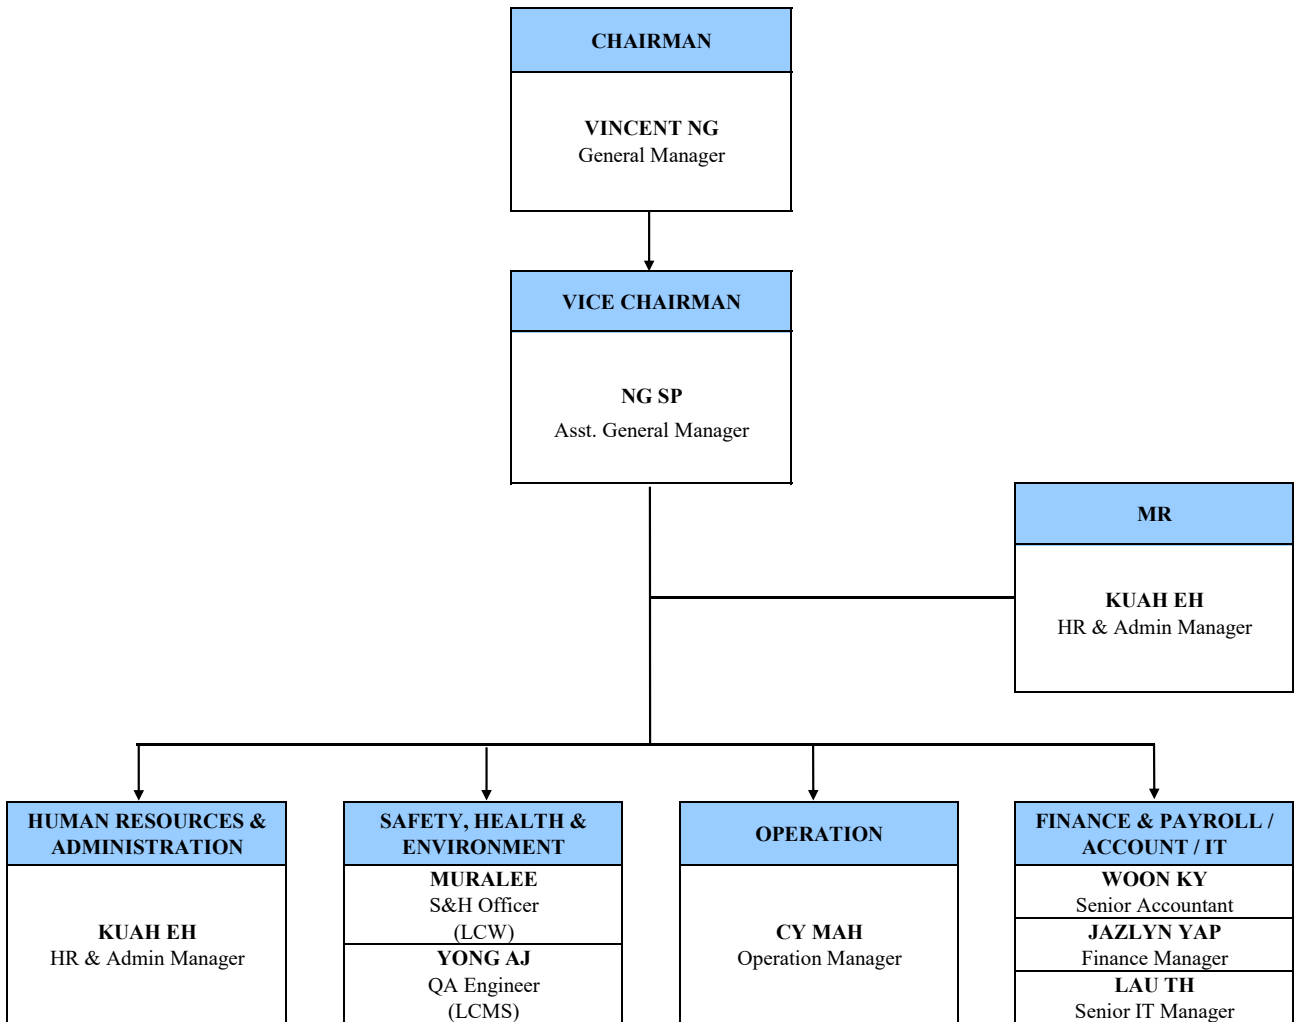 CHAIRMAN
VINCENT NG
General Manager
VICE CHAIRMAN
NG SP
Asst. General Manager
MR
KUAH EH
HR & Admin Manager
HUMAN RESOURCES &
ADMINISTRATION
KUAH EH
HR & Admin Manager
SAFETY, HEALTH &
ENVIRONMENT
MURALEE
S&H Officer
(LCW)
YONG AJ
QA Engineer
(LCMS)
OPERATION
CY MAH
Operation Manager
FINANCE & PAYROLL /
ACCOUNT / IT
WOON KY
Senior Accountant
JAZLYN YAP
Finance Manager
LAU TH
Senior IT Manager